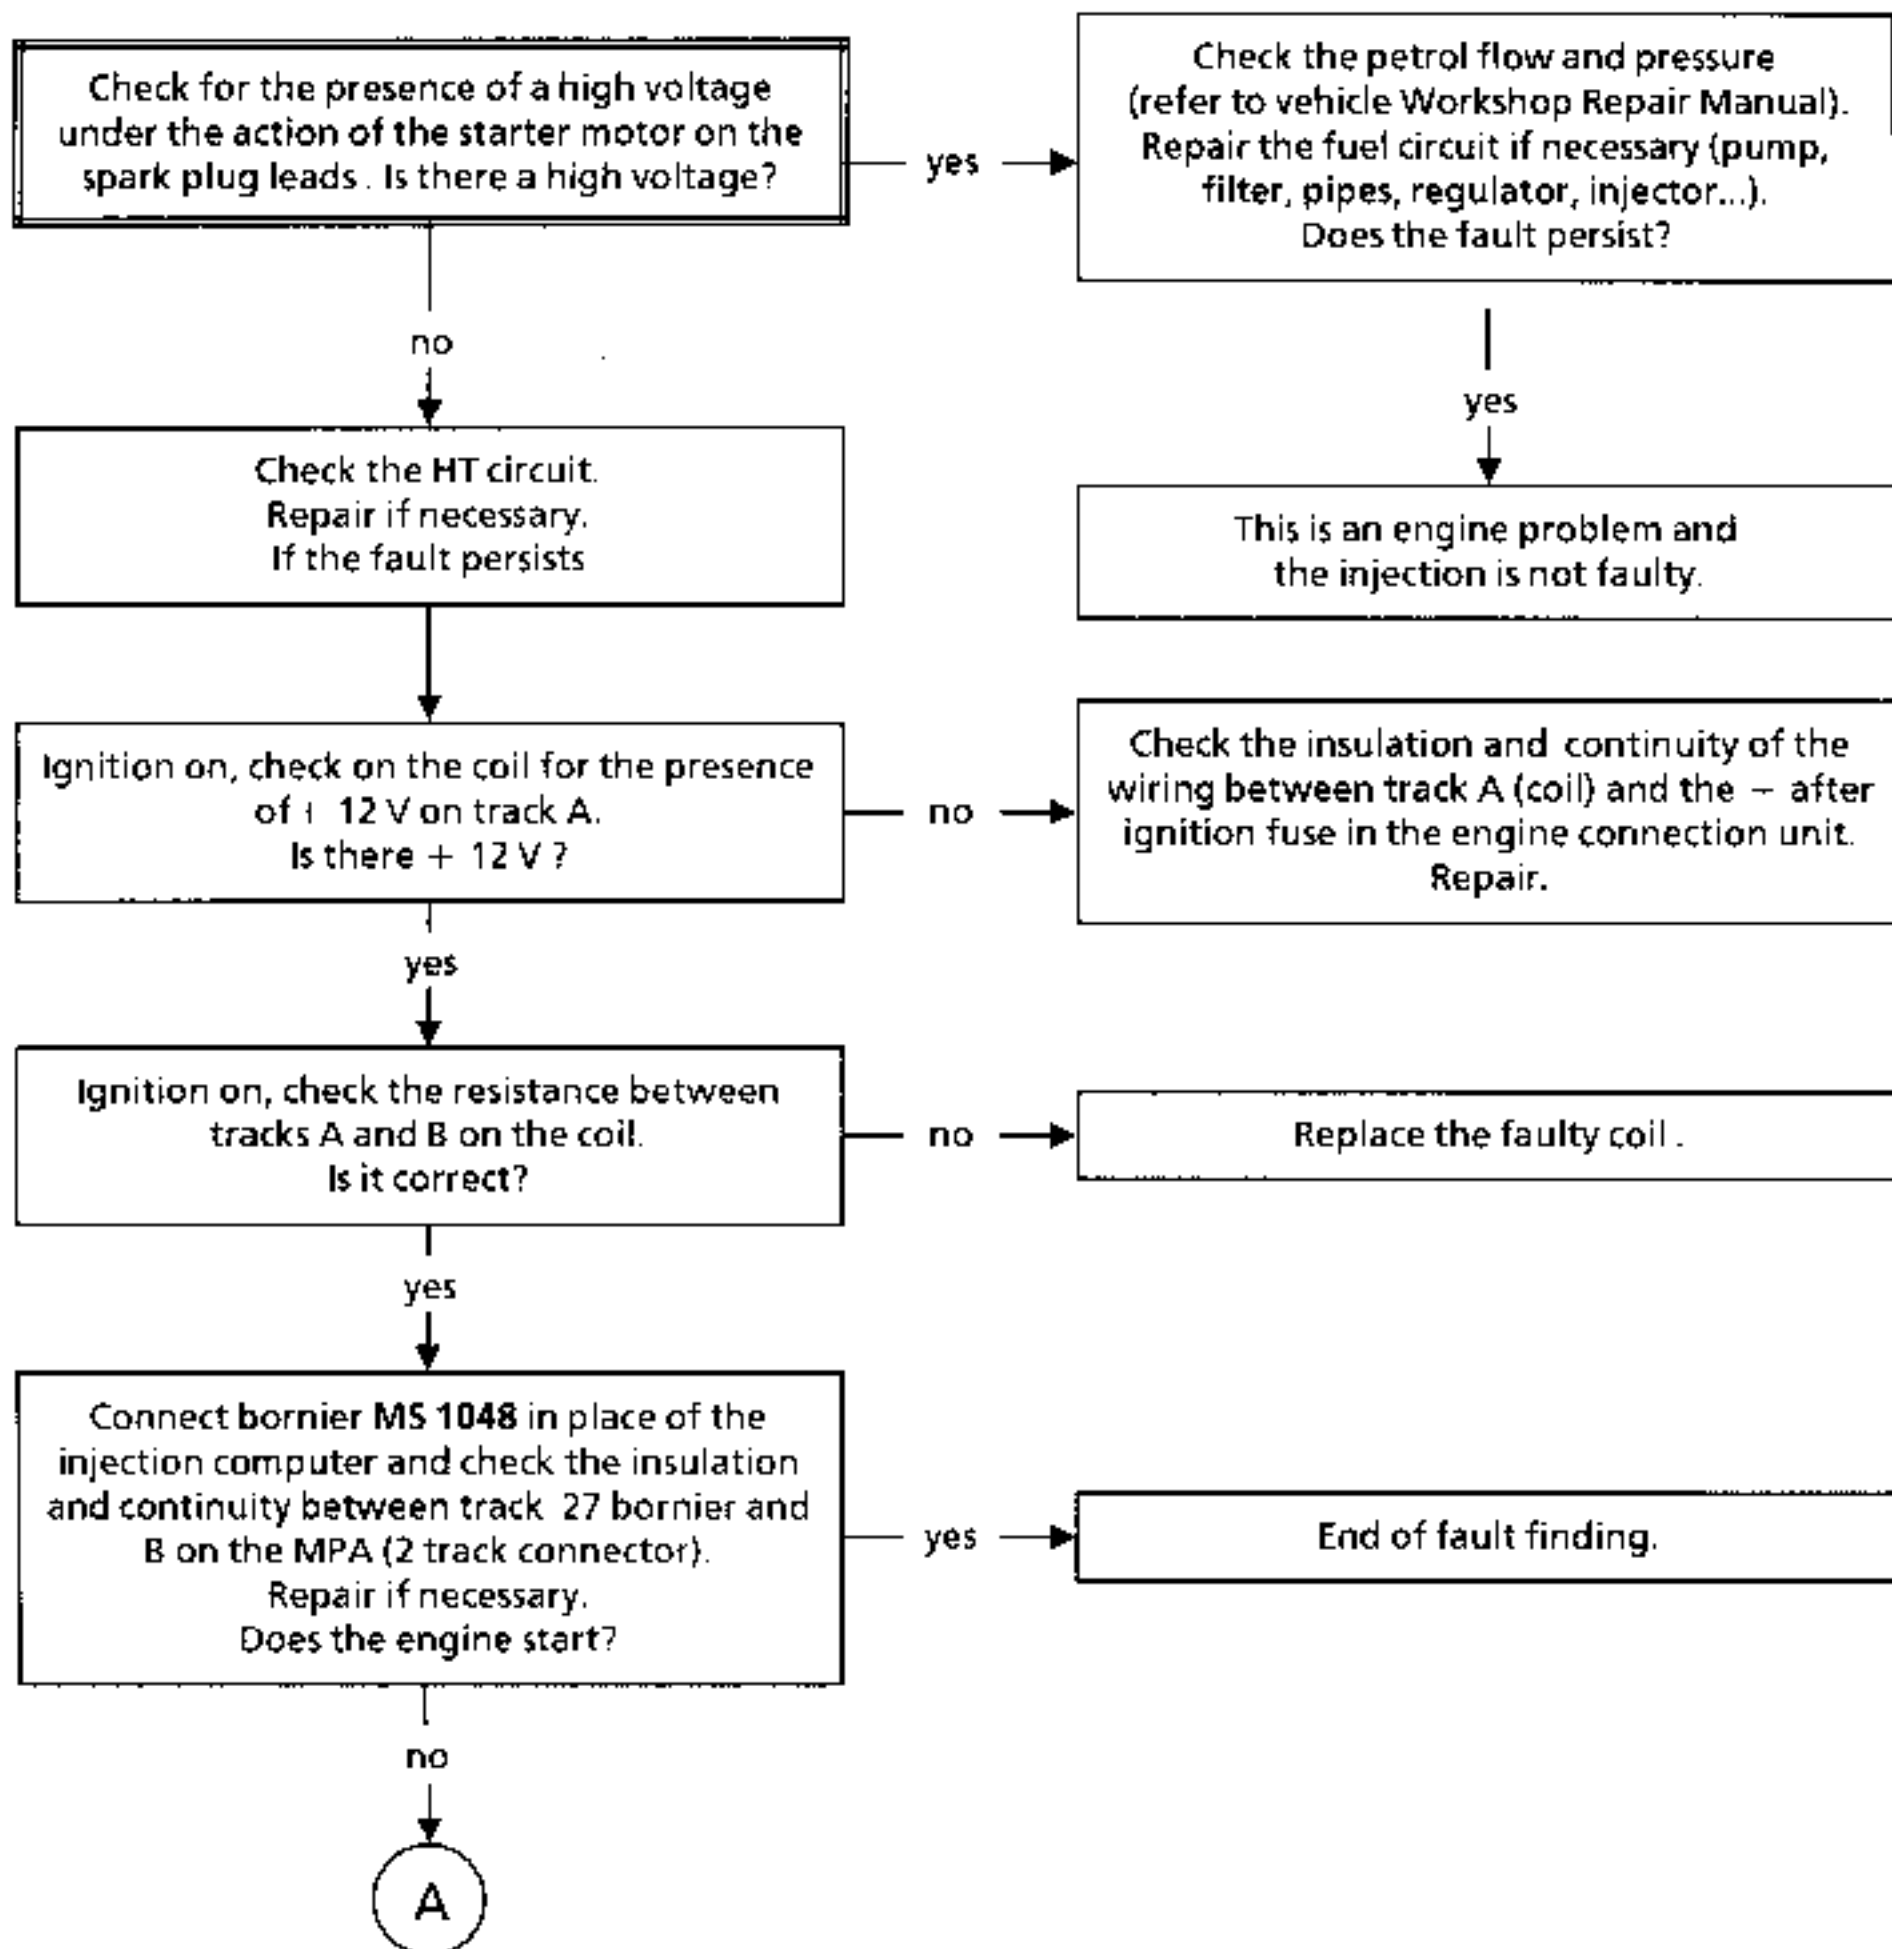 Check for the presence of a high voltage
under the action of the starter motor on the
spark plug leads. Is there a high voltage?
yes
Check the petrol flow and pressure
(refer to vehicle Workshop Repair Manual).
Repair the fuel circuit if necessary (pump,
filter, pipes, regulator, injector...).
Does the fault persist?
no
yes
Check the HT circuit.
Repair if necessary.
If the fault persists
This is an engine problem and
the injection is not faulty.
Ignition on, check on the coil for the presence
of + 12 V on track A.
Is there + 12 V ?
no
Check the insulation and continuity of the
wiring between track A (coil) and the − after
ignition fuse in the engine connection unit.
Repair.
yes
Ignition on, check the resistance between
tracks A and B on the coil.
Is it correct?
no
Replace the faulty coil .
yes
Connect bornier MS 1048 in place of the
injection computer and check the insulation
and continuity between track 27 bornier and
B on the MPA (2 track connector).
Repair if necessary.
Does the engine start?
yes
End of fault finding.
no
A